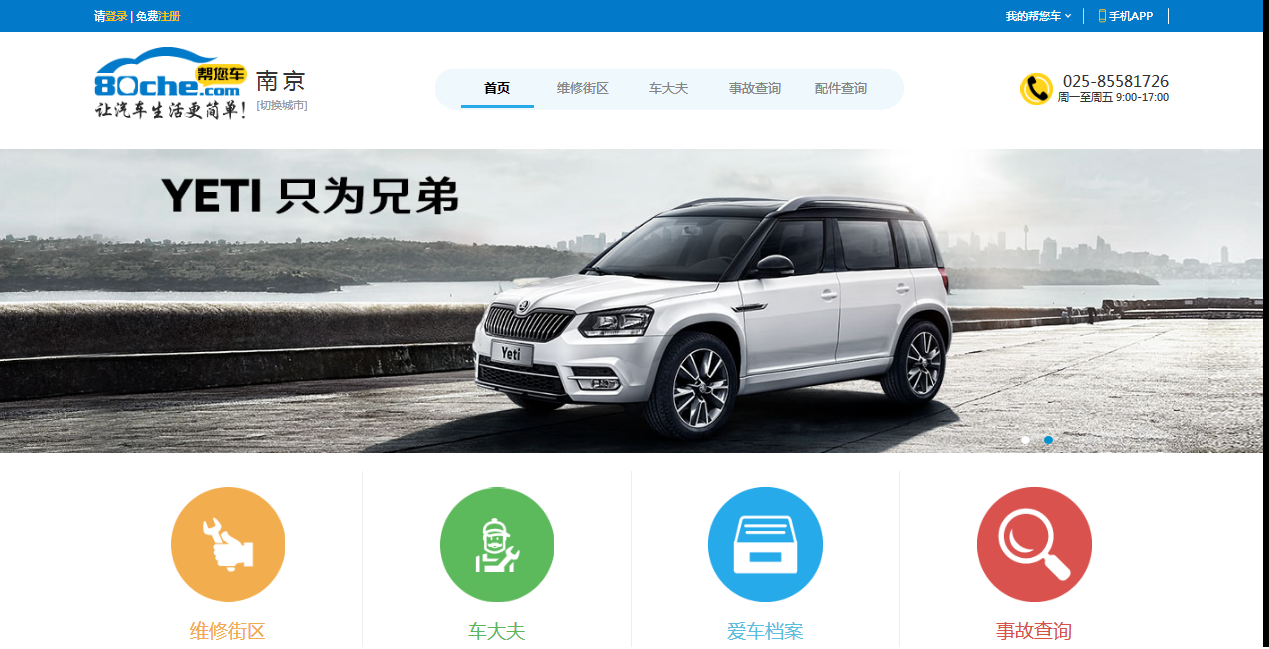 请登录 | 免费注册
我的帮您车
手机APP
80che.com 帮您车
让汽车生活更简单!
南京
[切换城市]
首页 维修街区 车大夫 事故查询 配件查询
025-85581726
周一至周五 9:00-17:00
YETI 只为兄弟
Yeti
维修街区 车大夫 爱车档案 事故查询